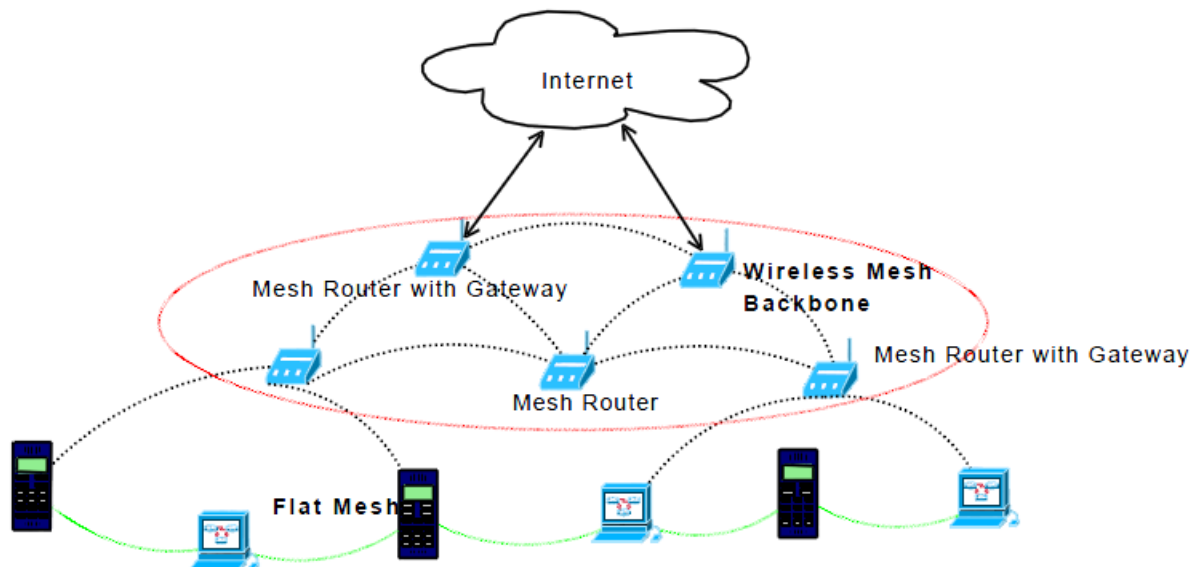 Internet
Wireless Mesh
Mesh Router with Gateway
Backbone
Mesh Router with Gateway
Mesh Router
Flat Mesh